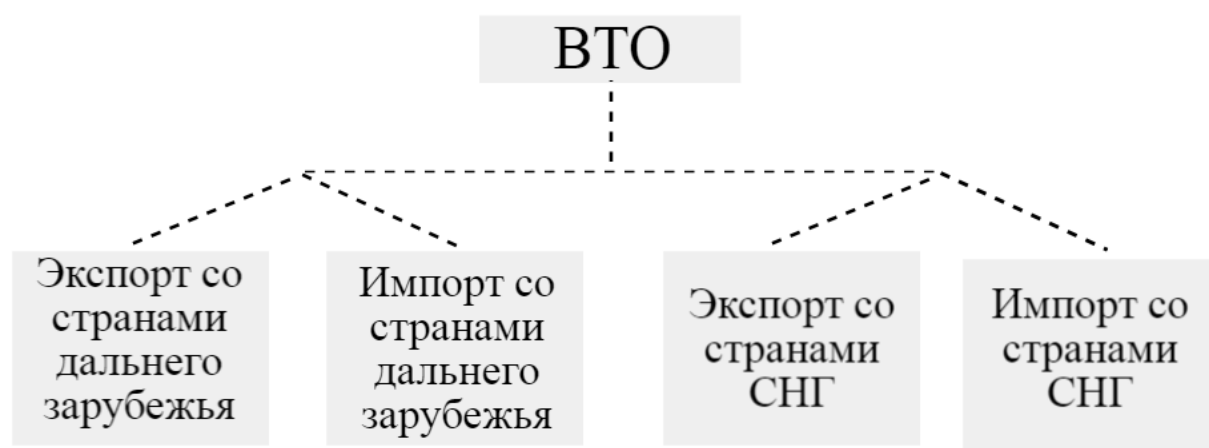 ВТО
Экспорт со
странами
дальнего
зарубежья
Импорт со
странами
дальнего
зарубежья
Экспорт со
странами
СНГ
Импорт со
странами
СНГ